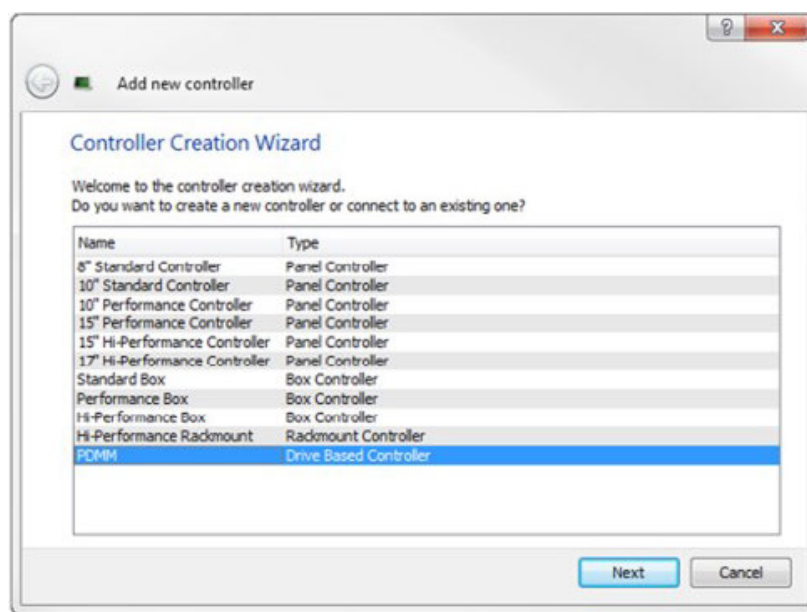 Add new controller
Controller Creation Wizard
Welcome to the controller creation wizard.
Do you want to create a new controller or connect to an existing one?
Name Type
8" Standard Controller Panel Controller
10" Standard Controller Panel Controller
10" Performance Controller Panel Controller
15" Performance Controller Panel Controller
15" Hi-Performance Controller Panel Controller
17" Hi-Performance Controller Panel Controller
Standard Box Box Controller
Performance Box Box Controller
Hi-Performance Box Box Controller
Hi-Performance Rackmount Rackmount Controller
PDMM Drive Based Controller
Next Cancel